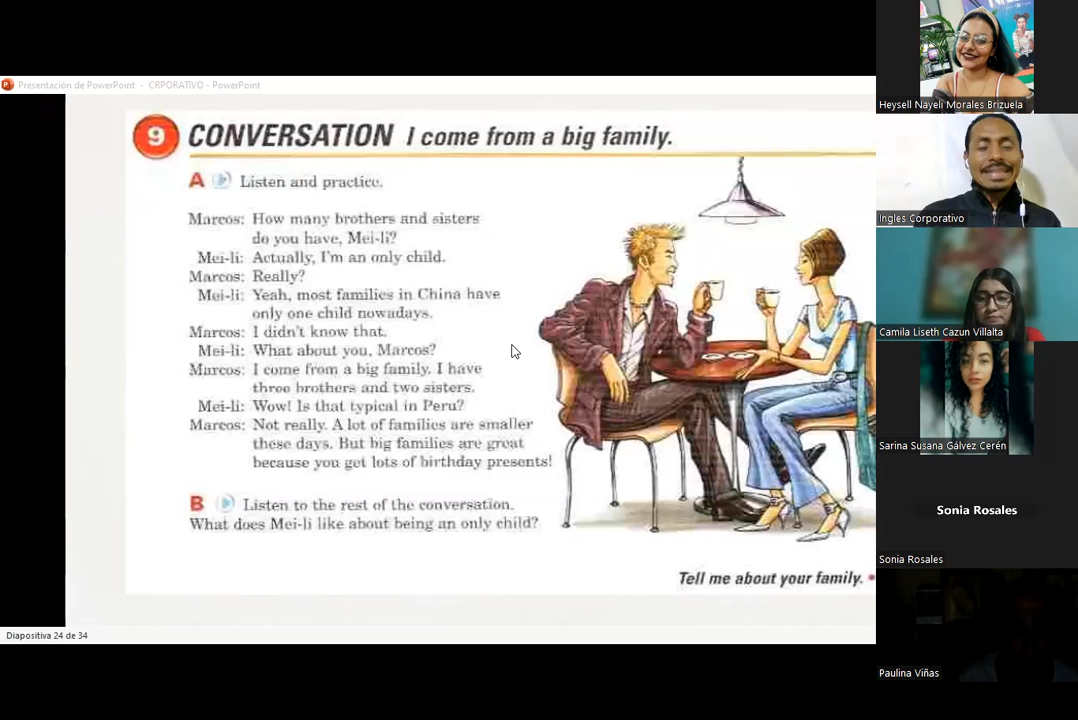 Presentación de PowerPoint - CRPORATIVO - PowerPoint
9 CONVERSATION I come from a big family.
A Listen and practice.
Marcos: How many brothers and sisters
do you have, Mei-li?
Mei-li: Actually, I'm an only child.
Marcos: Really?
Mei-li: Yeah, most families in China have
only one child nowadays.
Marcos: I didn't know that.
Mei-li: What about you, Marcos?
Marcos: I come from a big family. I have
three brothers and two sisters.
Mei-li: Wow! Is that typical in Peru?
Marcos: Not really. A lot of families are smaller
these days. But big families are great
because you get lots of birthday presents!
B Listen to the rest of the conversation.
What does Mei-li like about being an only child?
Tell me about your family.
Diapositiva 24 de 34
Heysell Nayeli Morales Brizuela
Ingles Corporativo
Camila Liseth Cazun Villalta
Sarina Susana Gálvez Cerén
Sonia Rosales
Sonia Rosales
Paulina Viñas